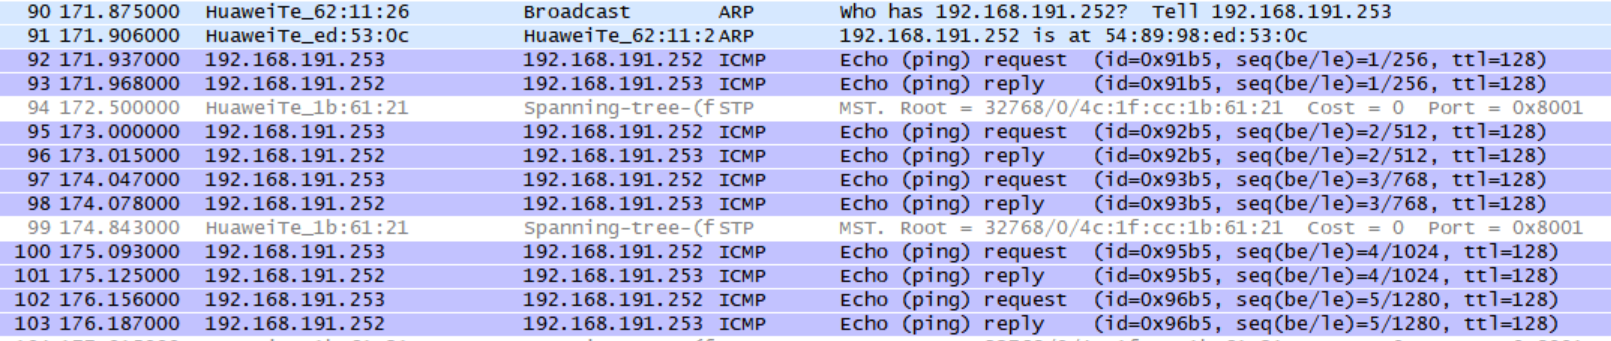 90 171.875000 HuaweiTe_62:11:26 Broadcast ARP Who has 192.168.191.252? Tell 192.168.191.253
91 171.906000 HuaweiTe_ed:53:0c HuaweiTe_62:11:2 ARP 192.168.191.252 is at 54:89:98:ed:53:0c
92 171.937000 192.168.191.253 192.168.191.252 ICMP Echo (ping) request (id=0x91b5, seq(be/le)=1/256, ttl=128)
93 171.968000 192.168.191.252 192.168.191.253 ICMP Echo (ping) reply (id=0x91b5, seq(be/le)=1/256, ttl=128)
94 172.500000 HuaweiTe_1b:61:21 Spanning-tree-(f STP MST. Root = 32768/0/4c:1f:cc:1b:61:21 Cost = 0 Port = 0x8001
95 173.000000 192.168.191.253 192.168.191.252 ICMP Echo (ping) request (id=0x92b5, seq(be/le)=2/512, ttl=128)
96 173.015000 192.168.191.252 192.168.191.253 ICMP Echo (ping) reply (id=0x92b5, seq(be/le)=2/512, ttl=128)
97 174.047000 192.168.191.253 192.168.191.252 ICMP Echo (ping) request (id=0x93b5, seq(be/le)=3/768, ttl=128)
98 174.078000 192.168.191.252 192.168.191.253 ICMP Echo (ping) reply (id=0x93b5, seq(be/le)=3/768, ttl=128)
99 174.843000 HuaweiTe_1b:61:21 Spanning-tree-(f STP MST. Root = 32768/0/4c:1f:cc:1b:61:21 Cost = 0 Port = 0x8001
100 175.093000 192.168.191.253 192.168.191.252 ICMP Echo (ping) request (id=0x95b5, seq(be/le)=4/1024, ttl=128)
101 175.125000 192.168.191.252 192.168.191.253 ICMP Echo (ping) reply (id=0x95b5, seq(be/le)=4/1024, ttl=128)
102 176.156000 192.168.191.253 192.168.191.252 ICMP Echo (ping) request (id=0x96b5, seq(be/le)=5/1280, ttl=128)
103 176.187000 192.168.191.252 192.168.191.253 ICMP Echo (ping) reply (id=0x96b5, seq(be/le)=5/1280, ttl=128)